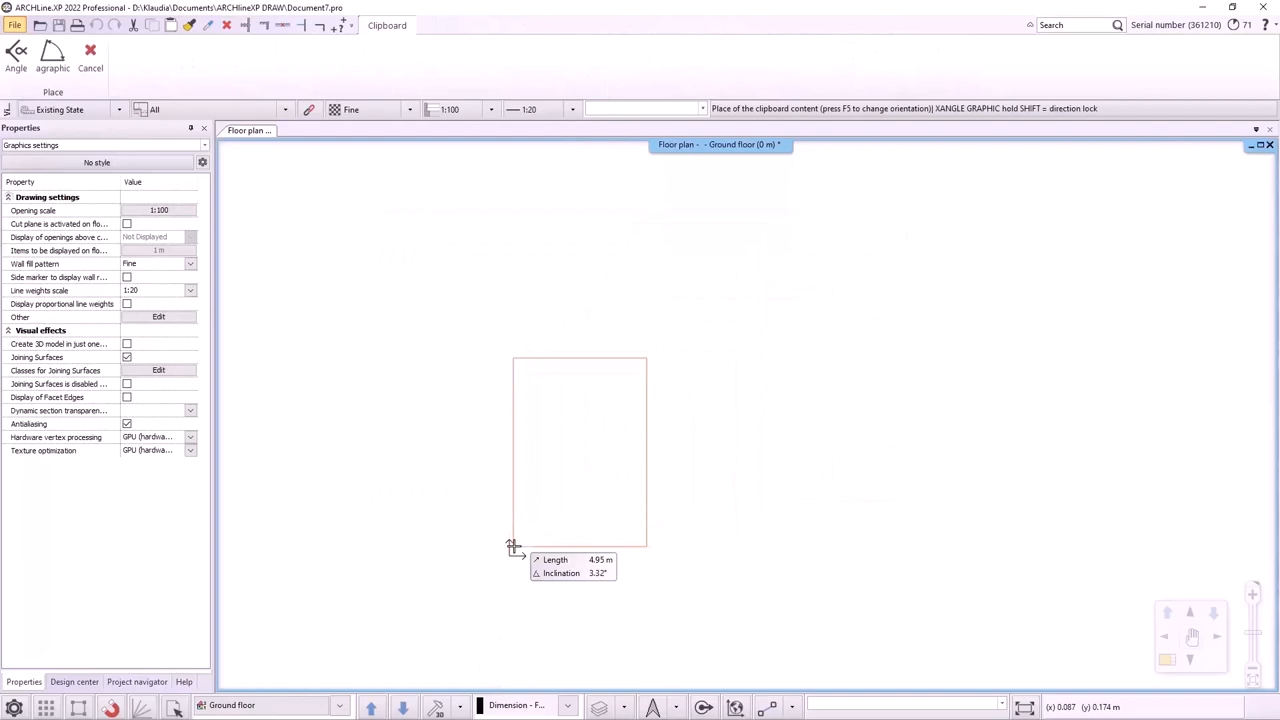 ARCHLine.XP 2022 Professional - D:\Klaudia\Documents\ARCHlineXP DRAW\Document7.pro
File
Clipboard
Search
Serial number (361210)
71
?
Angle
agraphic
Cancel
Place
Existing State
All
Fine
1:100
1:20
Place of the clipboard content (press F5 to change orientation)| XANGLE GRAPHIC hold SHIFT = direction lock
Properties
Floor plan ...
Graphics settings
Floor plan - - Ground floor (0 m) *
No style
Property Value
Drawing settings
Opening scale 1:100
Cut plane is activated on flo...
Display of openings above c... Not Displayed
Items to be displayed on flo... 1 m
Wall fill pattern Fine
Side marker to display wall r...
Line weights scale 1:20
Display proportional line weights
Other Edit
Visual effects
Create 3D model in just one...
Joining Surfaces
Classes for Joining Surfaces Edit
Joining Surfaces is disabled ...
Display of Facet Edges
Dynamic section transparen...
Antialiasing
Hardware vertex processing GPU (hardwa...
Texture optimization GPU (hardwa...
Length 4.95 m
Inclination 3.32°
Properties Design center Project navigator Help
Ground floor
3D
Dimension - F...
(x) 0.087 (y) 0.174 m